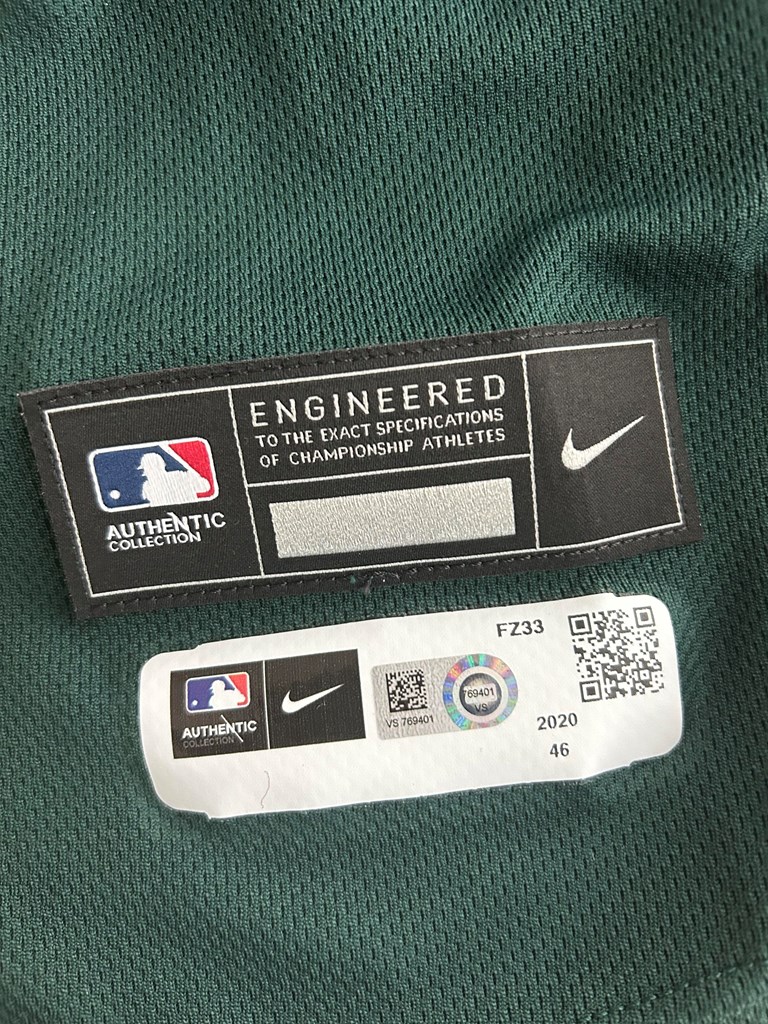 ENGINEERED
TO THE EXACT SPECIFICATIONS
OF CHAMPIONSHIP ATHLETES
AUTHENTIC
COLLECTION
FZ33
AUTHENTIC
COLLECTION
VS 769401
769401
VS
2020
46